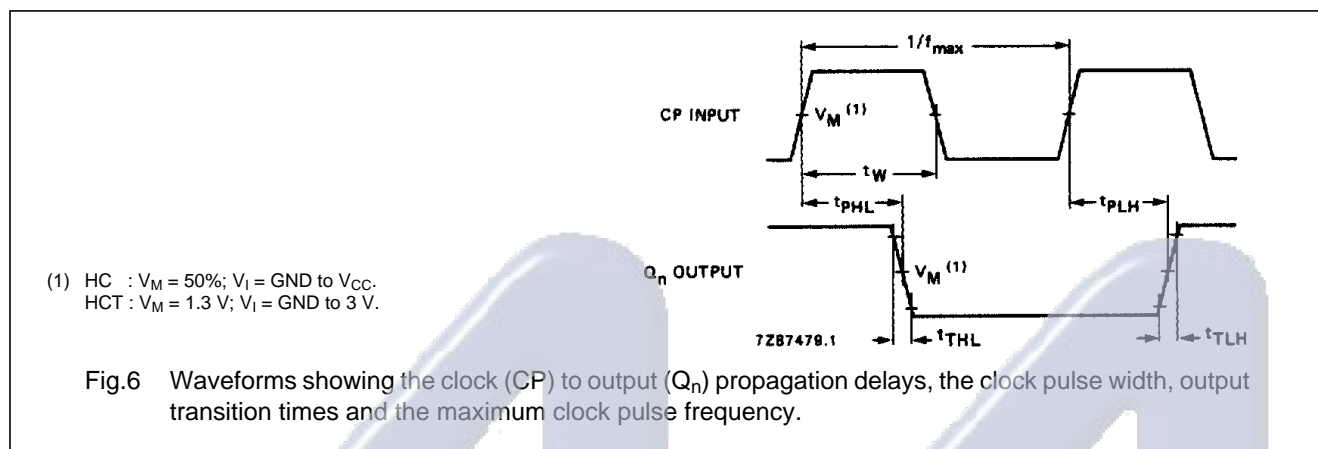 1/fmax
CP INPUT
VM (1)
tW
tPHL
tPLH
Qn OUTPUT
VM (1)
(1) HC : VM = 50%; VI = GND to VCC.
HCT : VM = 1.3 V; VI = GND to 3 V.
7Z87479.1
tTHL
tTLH
Fig.6 Waveforms showing the clock (CP) to output (Qn) propagation delays, the clock pulse width, output
transition times and the maximum clock pulse frequency.